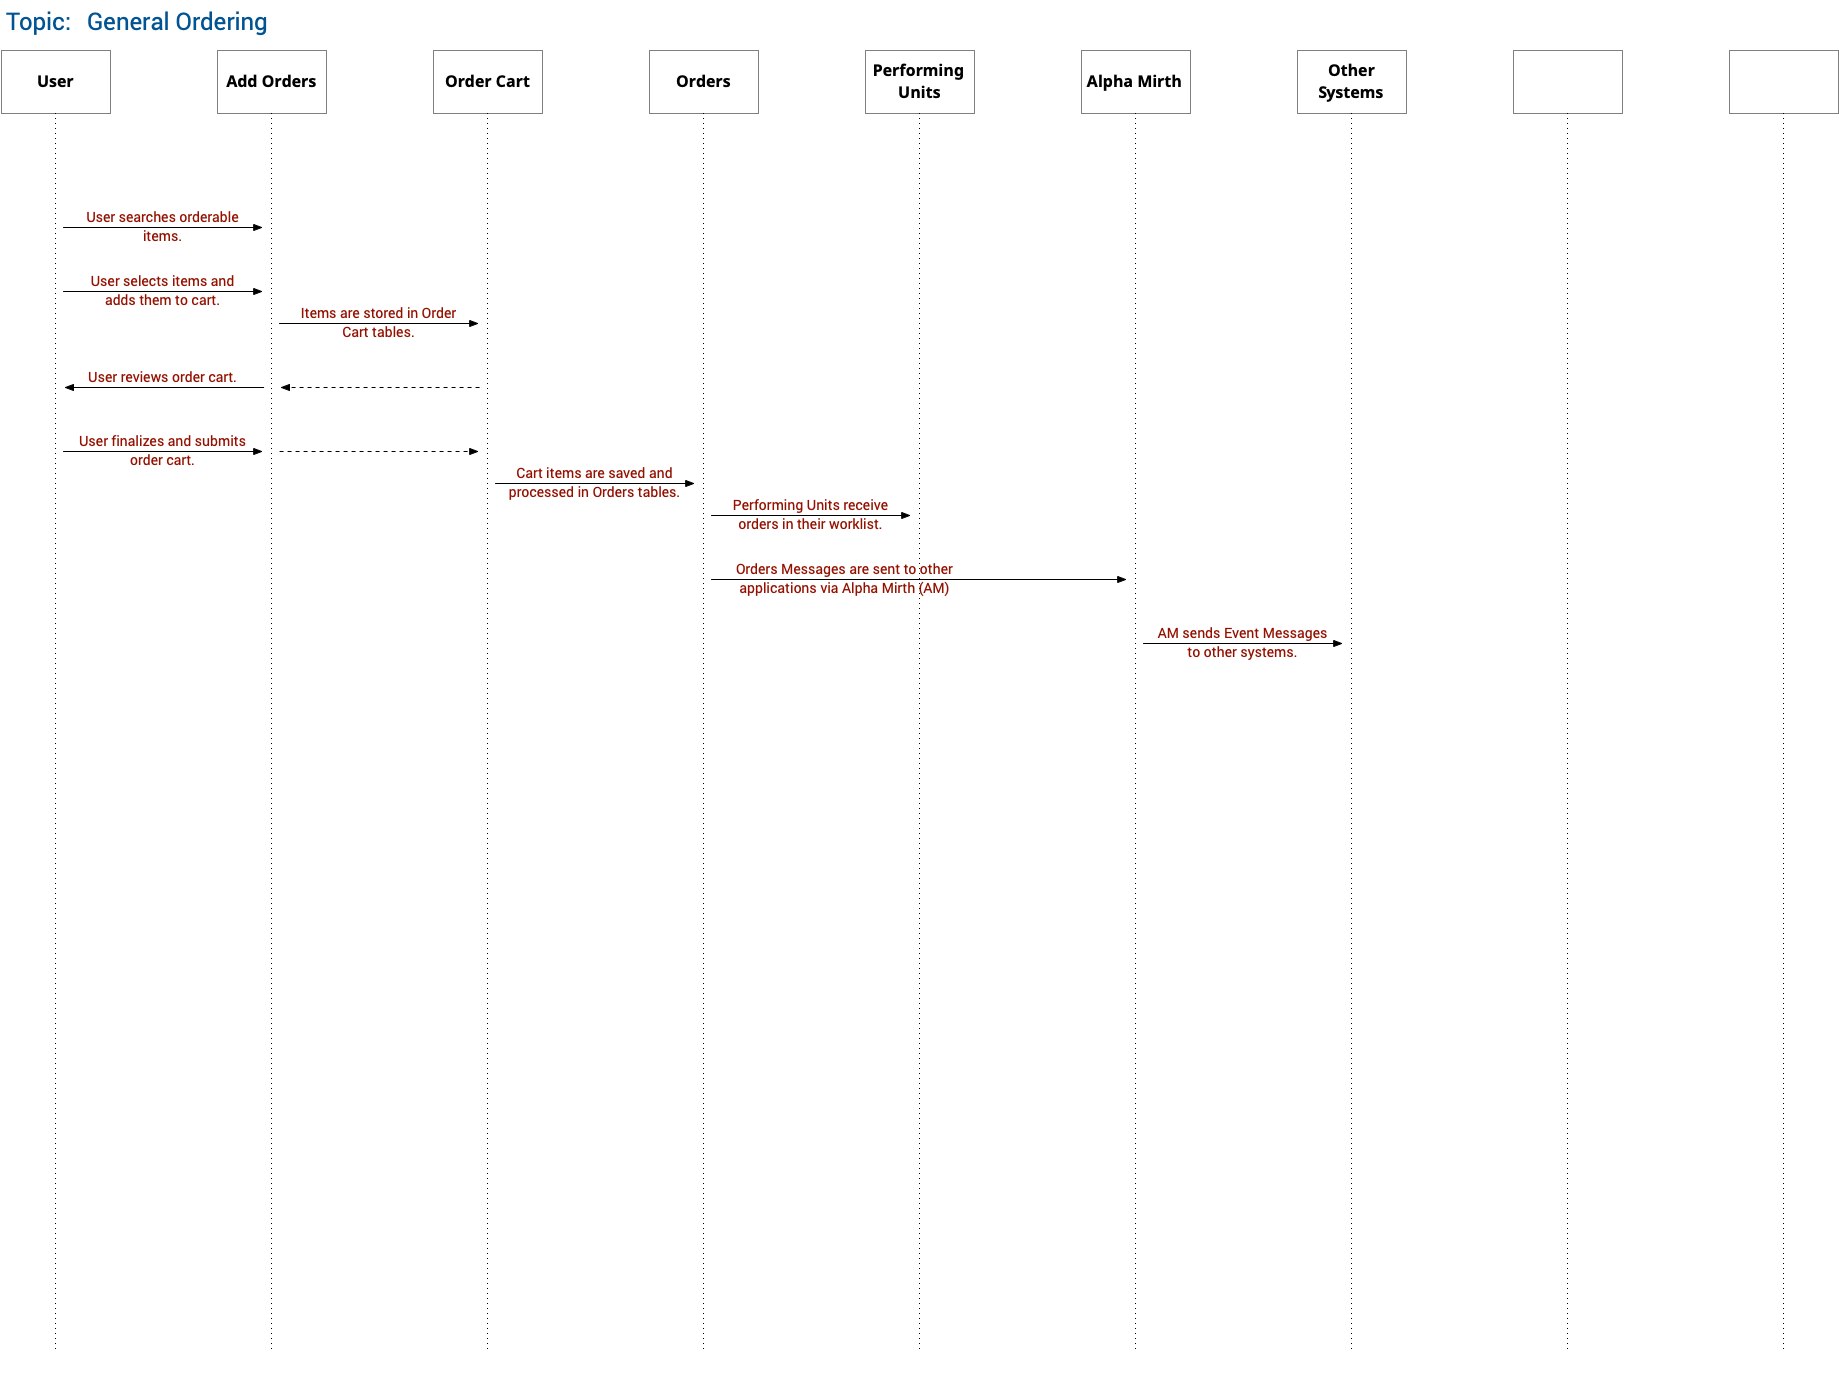 Topic: General Ordering
User
Add Orders
Order Cart
Orders
Performing
Units
Alpha Mirth
Other
Systems
User searches orderable
items.
User selects items and
adds them to cart.
Items are stored in Order
Cart tables.
User reviews order cart.
User finalizes and submits
order cart.
Cart items are saved and
processed in Orders tables.
Performing Units receive
orders in their worklist.
Orders Messages are sent to other
applications via Alpha Mirth (AM)
AM sends Event Messages
to other systems.